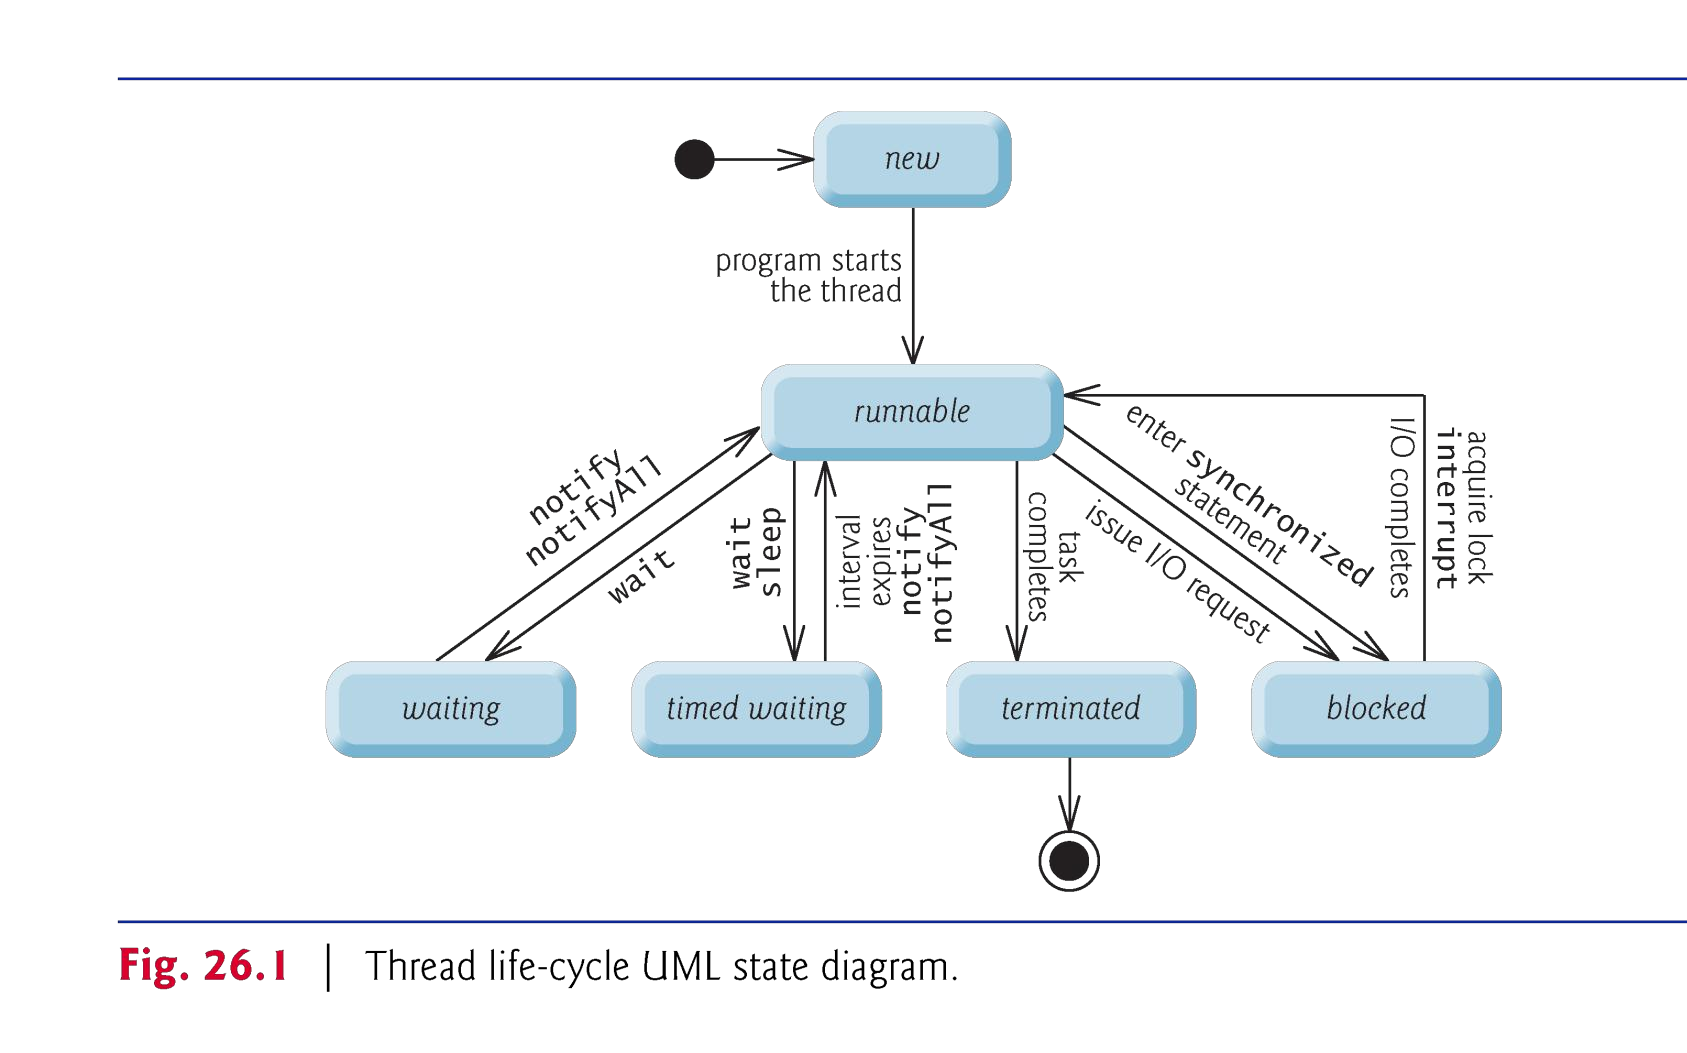 new
program starts
the thread
runnable
notify
notifyAll
wait
wait
sleep
interval
expires
notify
notifyAll
task
completes
issue I/O request
enter synchronized
statement
I/O completes
acquire lock
interrupt
waiting
timed waiting
terminated
blocked
Fig. 26.1 | Thread life-cycle UML state diagram.